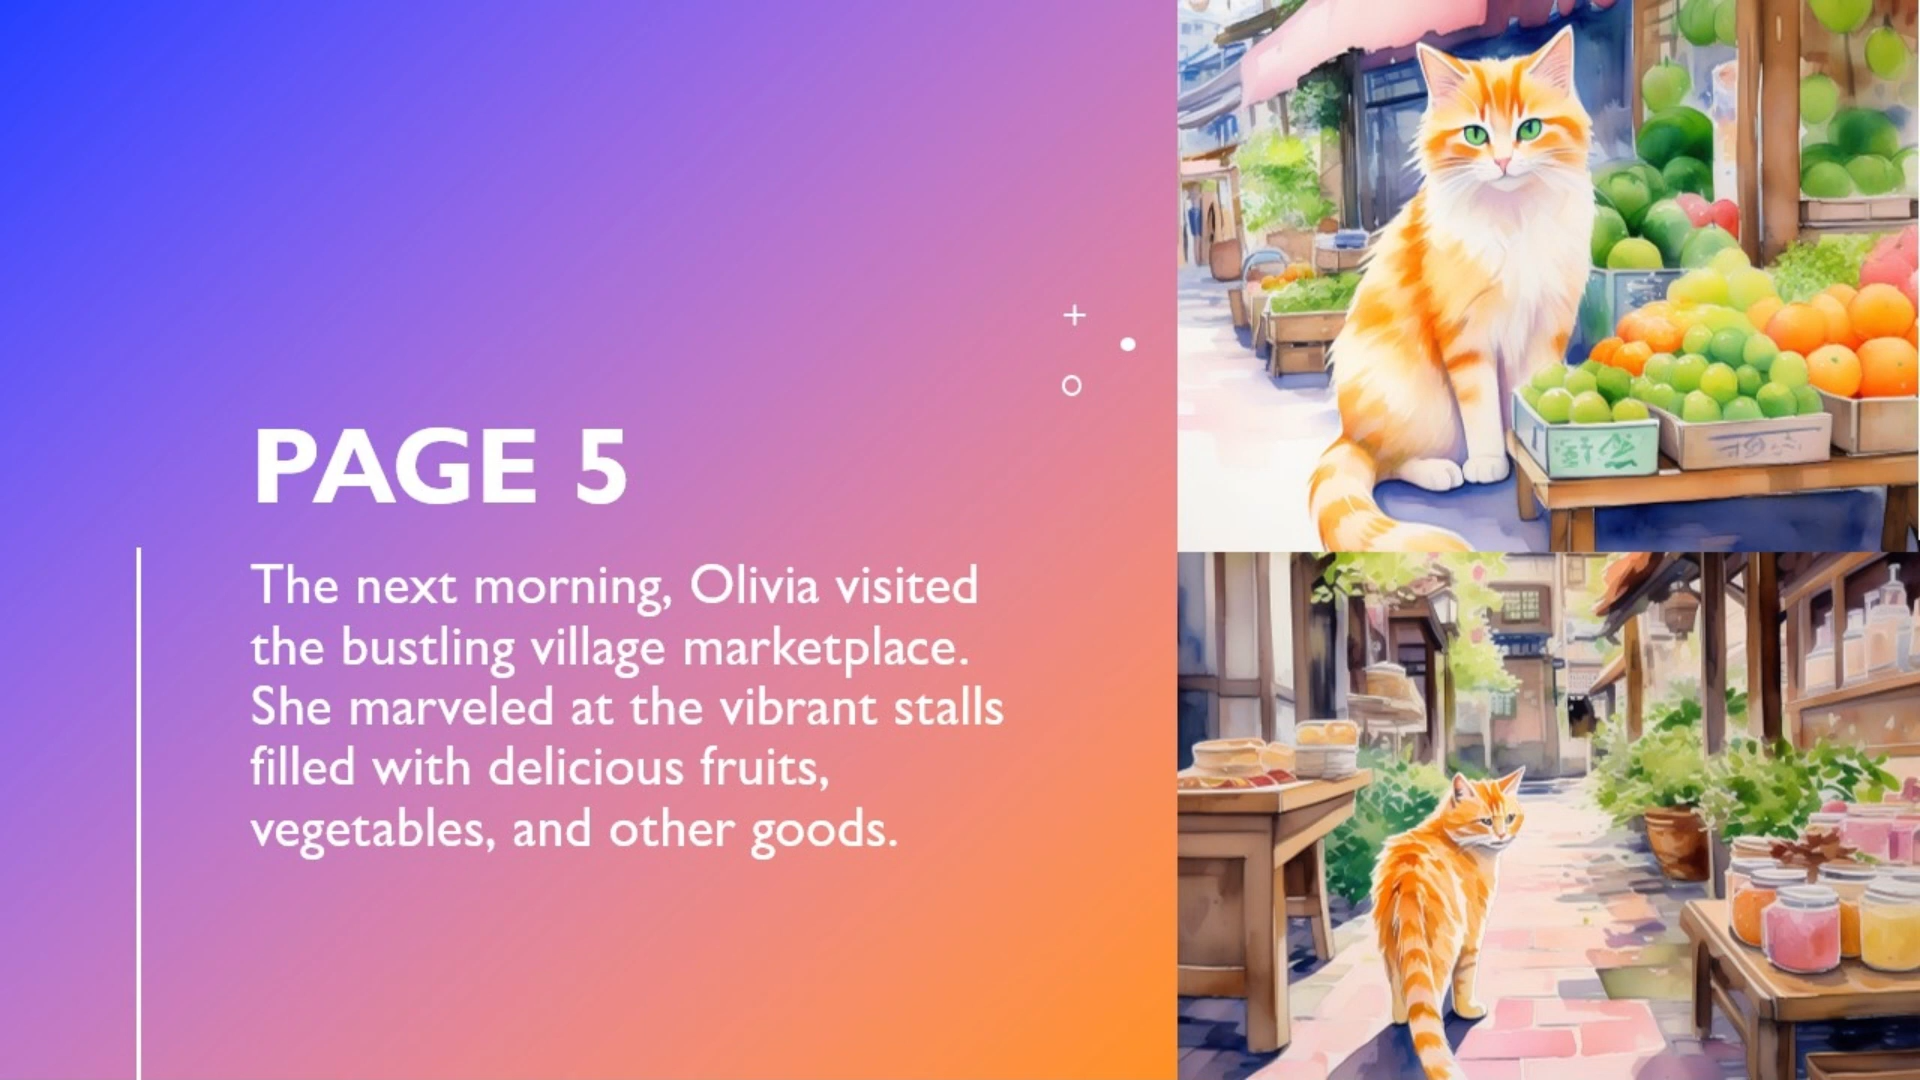 PAGE 5
The next morning, Olivia visited
the bustling village marketplace.
She marveled at the vibrant stalls
filled with delicious fruits,
vegetables, and other goods.